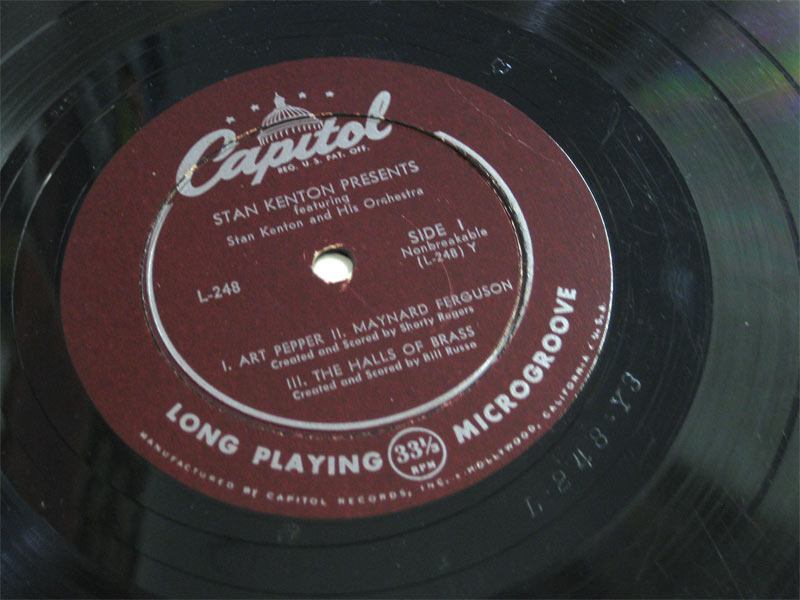 Capitol
REG. U.S. PAT. OFF.
STAN KENTON PRESENTS
featuring
Stan Kenton and His Orchestra
SIDE 1
Nonbreakable
(L-248) Y
L-248
I. ART PEPPER II. MAYNARD FERGUSON
Created and Scored by Shorty Rogers
III. THE HALLS OF BRASS
Created and Scored by Bill Russo
LONG PLAYING 33⅓ RPM MICROGROOVE
MANUFACTURED BY CAPITOL RECORDS, INC. • HOLLYWOOD, CALIFORNIA • U.S.A.
L-248-Y3